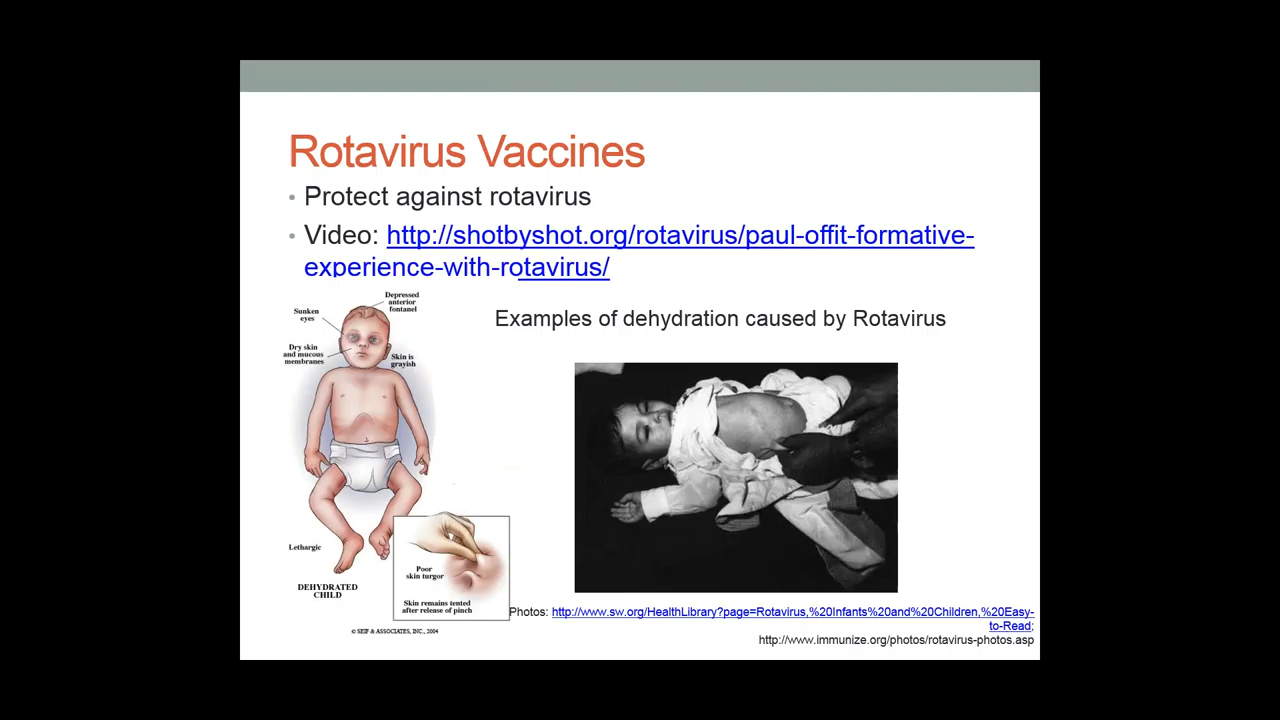 Rotavirus Vaccines
• Protect against rotavirus
• Video: http://shotbyshot.org/rotavirus/paul-offit-formative-
experience-with-rotavirus/
Examples of dehydration caused by Rotavirus
Depressed
anterior
fontanel
Sunken
eyes
Dry skin
and mucous
membranes
Skin is
grayish
Lethargic
DEHYDRATED
CHILD
Poor
skin turgor
Skin remains tented
after release of pinch
© SEIF & ASSOCIATES, INC., 2004
Photos: http://www.sw.org/HealthLibrary?page=Rotavirus,%20Infants%20and%20Children,%20Easy-
to-Read;
http://www.immunize.org/photos/rotavirus-photos.asp